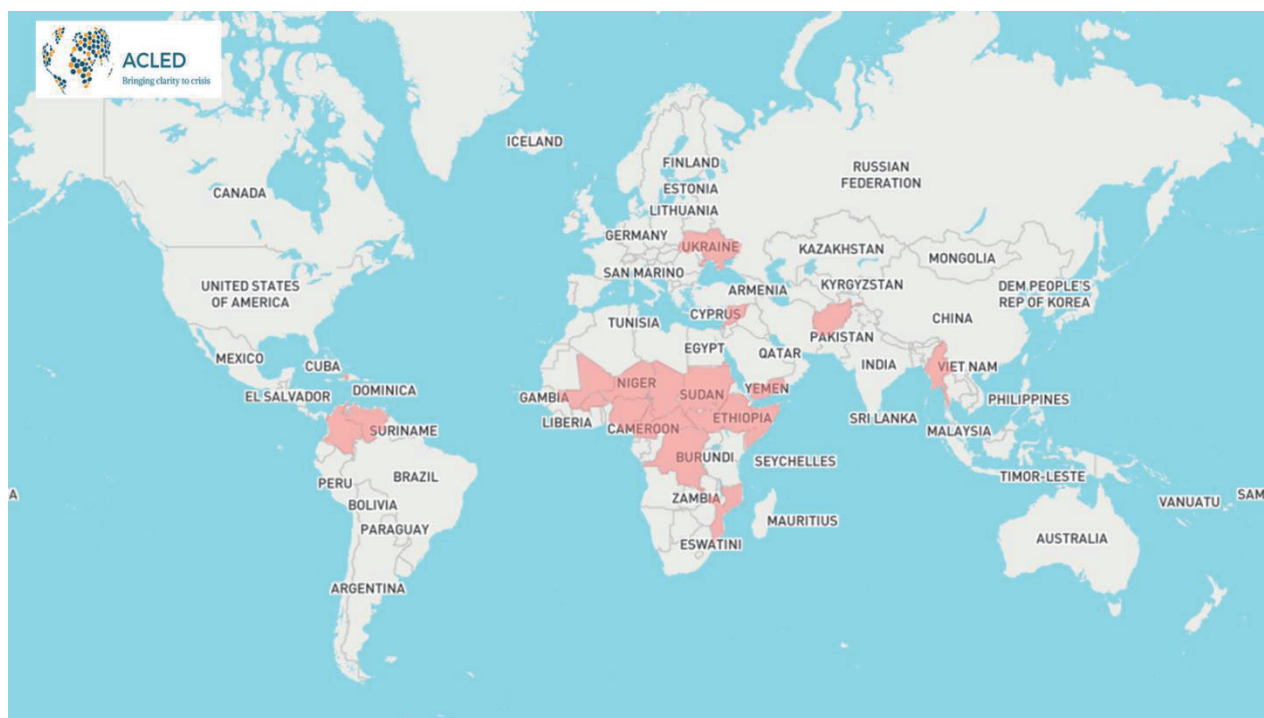 ACLED
Bringing clarity to crisis
ICELAND
FINLAND
RUSSIAN
FEDERATION
CANADA
ESTONIA
LITHUANIA
GERMANY
UKRAINE
KAZAKHSTAN
MONGOLIA
SAN MARINO
UNITED STATES
OF AMERICA
ARMENIA
KYRGYZSTAN
DEM PEOPLE'S
REP OF KOREA
CYPRUS
TUNISIA
CHINA
PAKISTAN
EGYPT
QATAR
MEXICO
CUBA
INDIA
VIET NAM
EL SALVADOR
DOMINICA
GAMBIA
NIGER
SUDAN
YEMEN
PHILIPPINES
LIBERIA
CAMEROON
ETHIOPIA
SRI LANKA
MALAYSIA
SURINAME
BURUNDI
SEYCHELLES
PERU
BRAZIL
TIMOR-LESTE
A
BOLIVIA
ZAMBIA
VANUATU
SAM
PARAGUAY
MAURITIUS
ESWATINI
AUSTRALIA
ARGENTINA